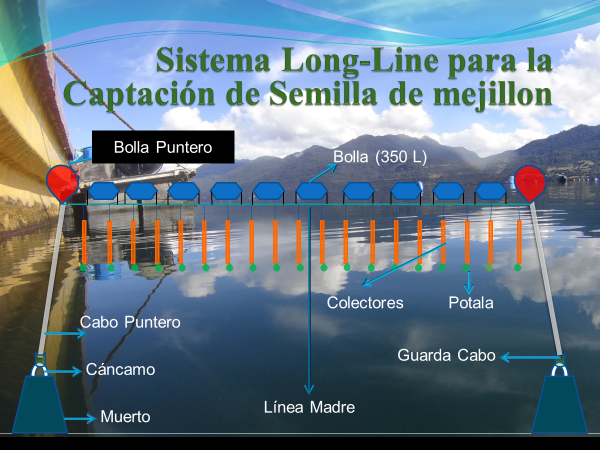 Sistema Long-Line para la
Captación de Semilla de mejillon
Bolla Puntero
Bolla (350 L)
Colectores
Potala
Cabo Puntero
Guarda Cabo
Cáncamo
Línea Madre
Muerto